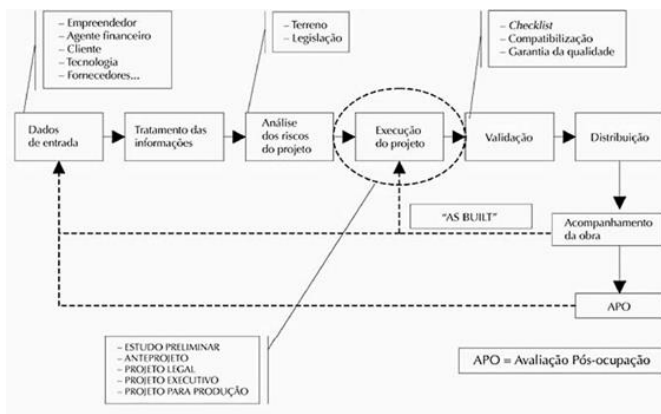 – Empreendedor
– Agente financeiro
– Cliente
– Tecnologia
– Fornecedores...
– Terreno
– Legislação
– Checklist
– Compatibilização
– Garantia da qualidade
Dados
de entrada
Tratamento das
informações
Análise
dos riscos
do projeto
Execução
do projeto
Validação
Distribuição
"AS BUILT"
Acompanhamento
da obra
APO
– ESTUDO PRELIMINAR
– ANTEPROJETO
– PROJETO LEGAL
– PROJETO EXECUTIVO
– PROJETO PARA PRODUÇÃO
APO = Avaliação Pós-ocupação